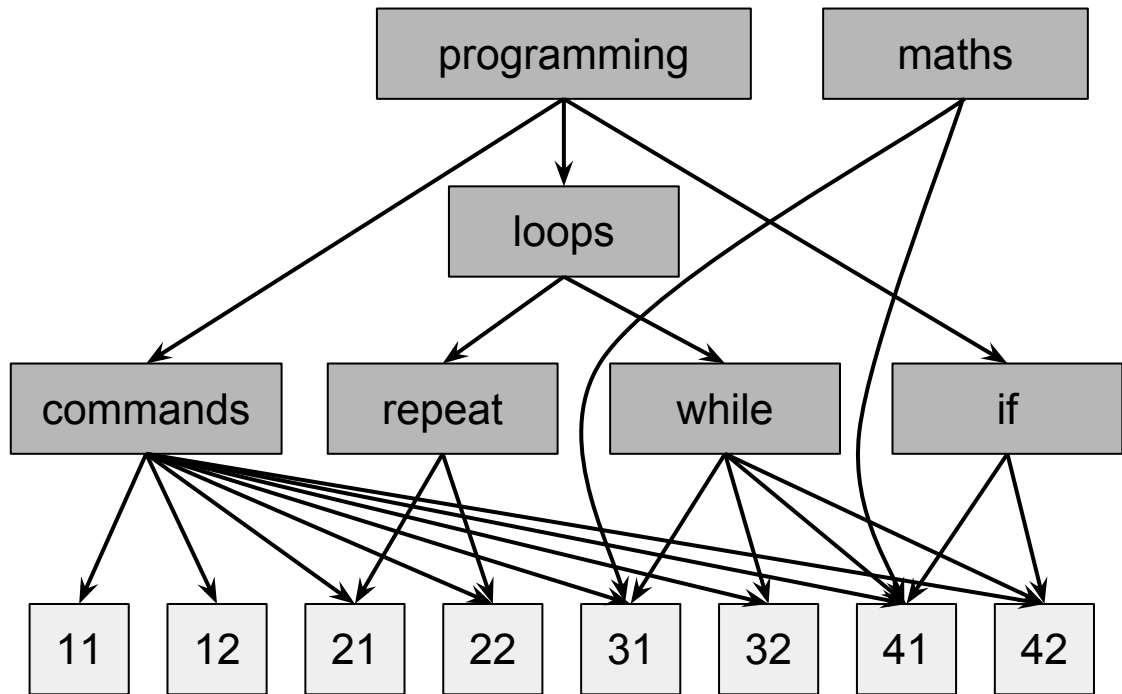 programming
maths
loops
commands
repeat
while
if
11
12
21
22
31
32
41
42